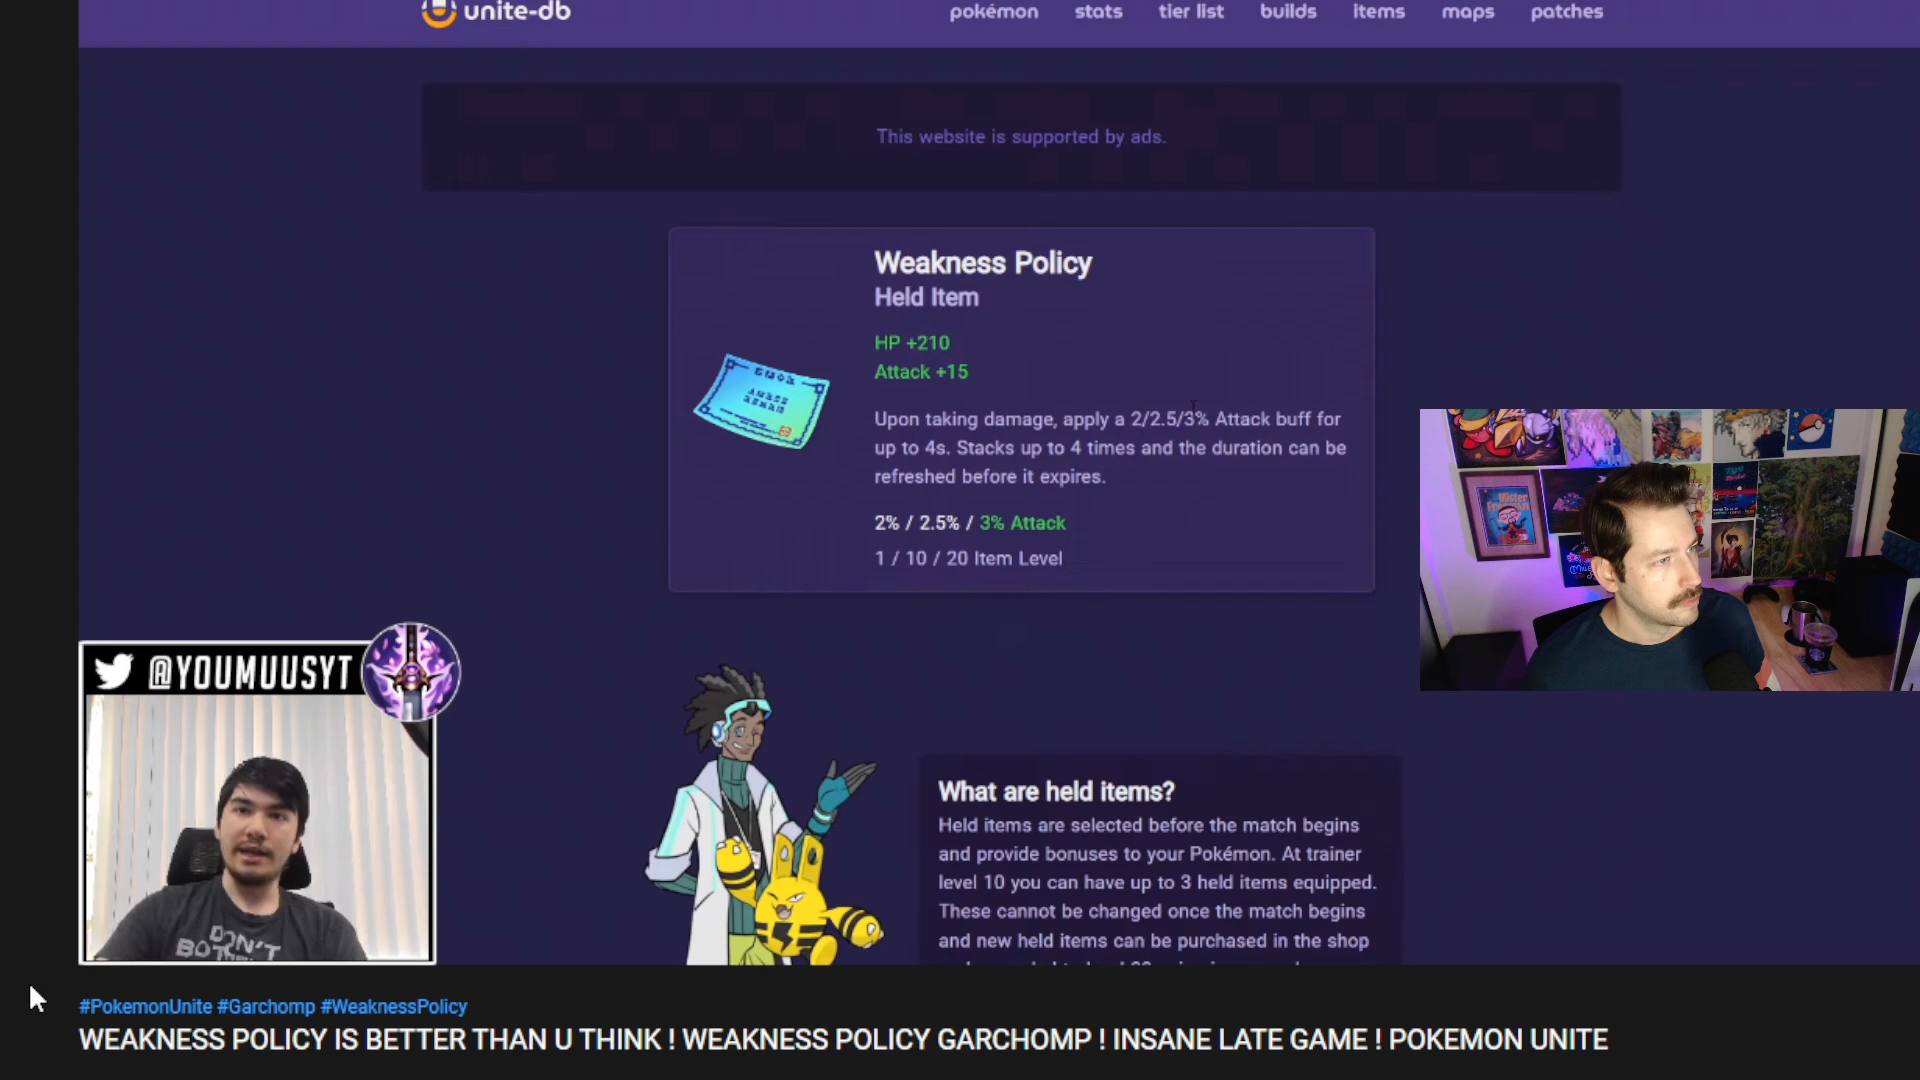 unite-db
pokémon stats tier list builds items maps patches
This website is supported by ads.
Weakness Policy
Held Item
HP +210
Attack +15
Upon taking damage, apply a 2/2.5/3% Attack buff for
up to 4s. Stacks up to 4 times and the duration can be
refreshed before it expires.
2% / 2.5% / 3% Attack
1 / 10 / 20 Item Level
@YOUMUUSYT
DON'T
What are held items?
Held items are selected before the match begins
and provide bonuses to your Pokémon. At trainer
level 10 you can have up to 3 held items equipped.
These cannot be changed once the match begins
and new held items can be purchased in the shop
#PokemonUnite #Garchomp #WeaknessPolicy
WEAKNESS POLICY IS BETTER THAN U THINK ! WEAKNESS POLICY GARCHOMP ! INSANE LATE GAME ! POKEMON UNITE